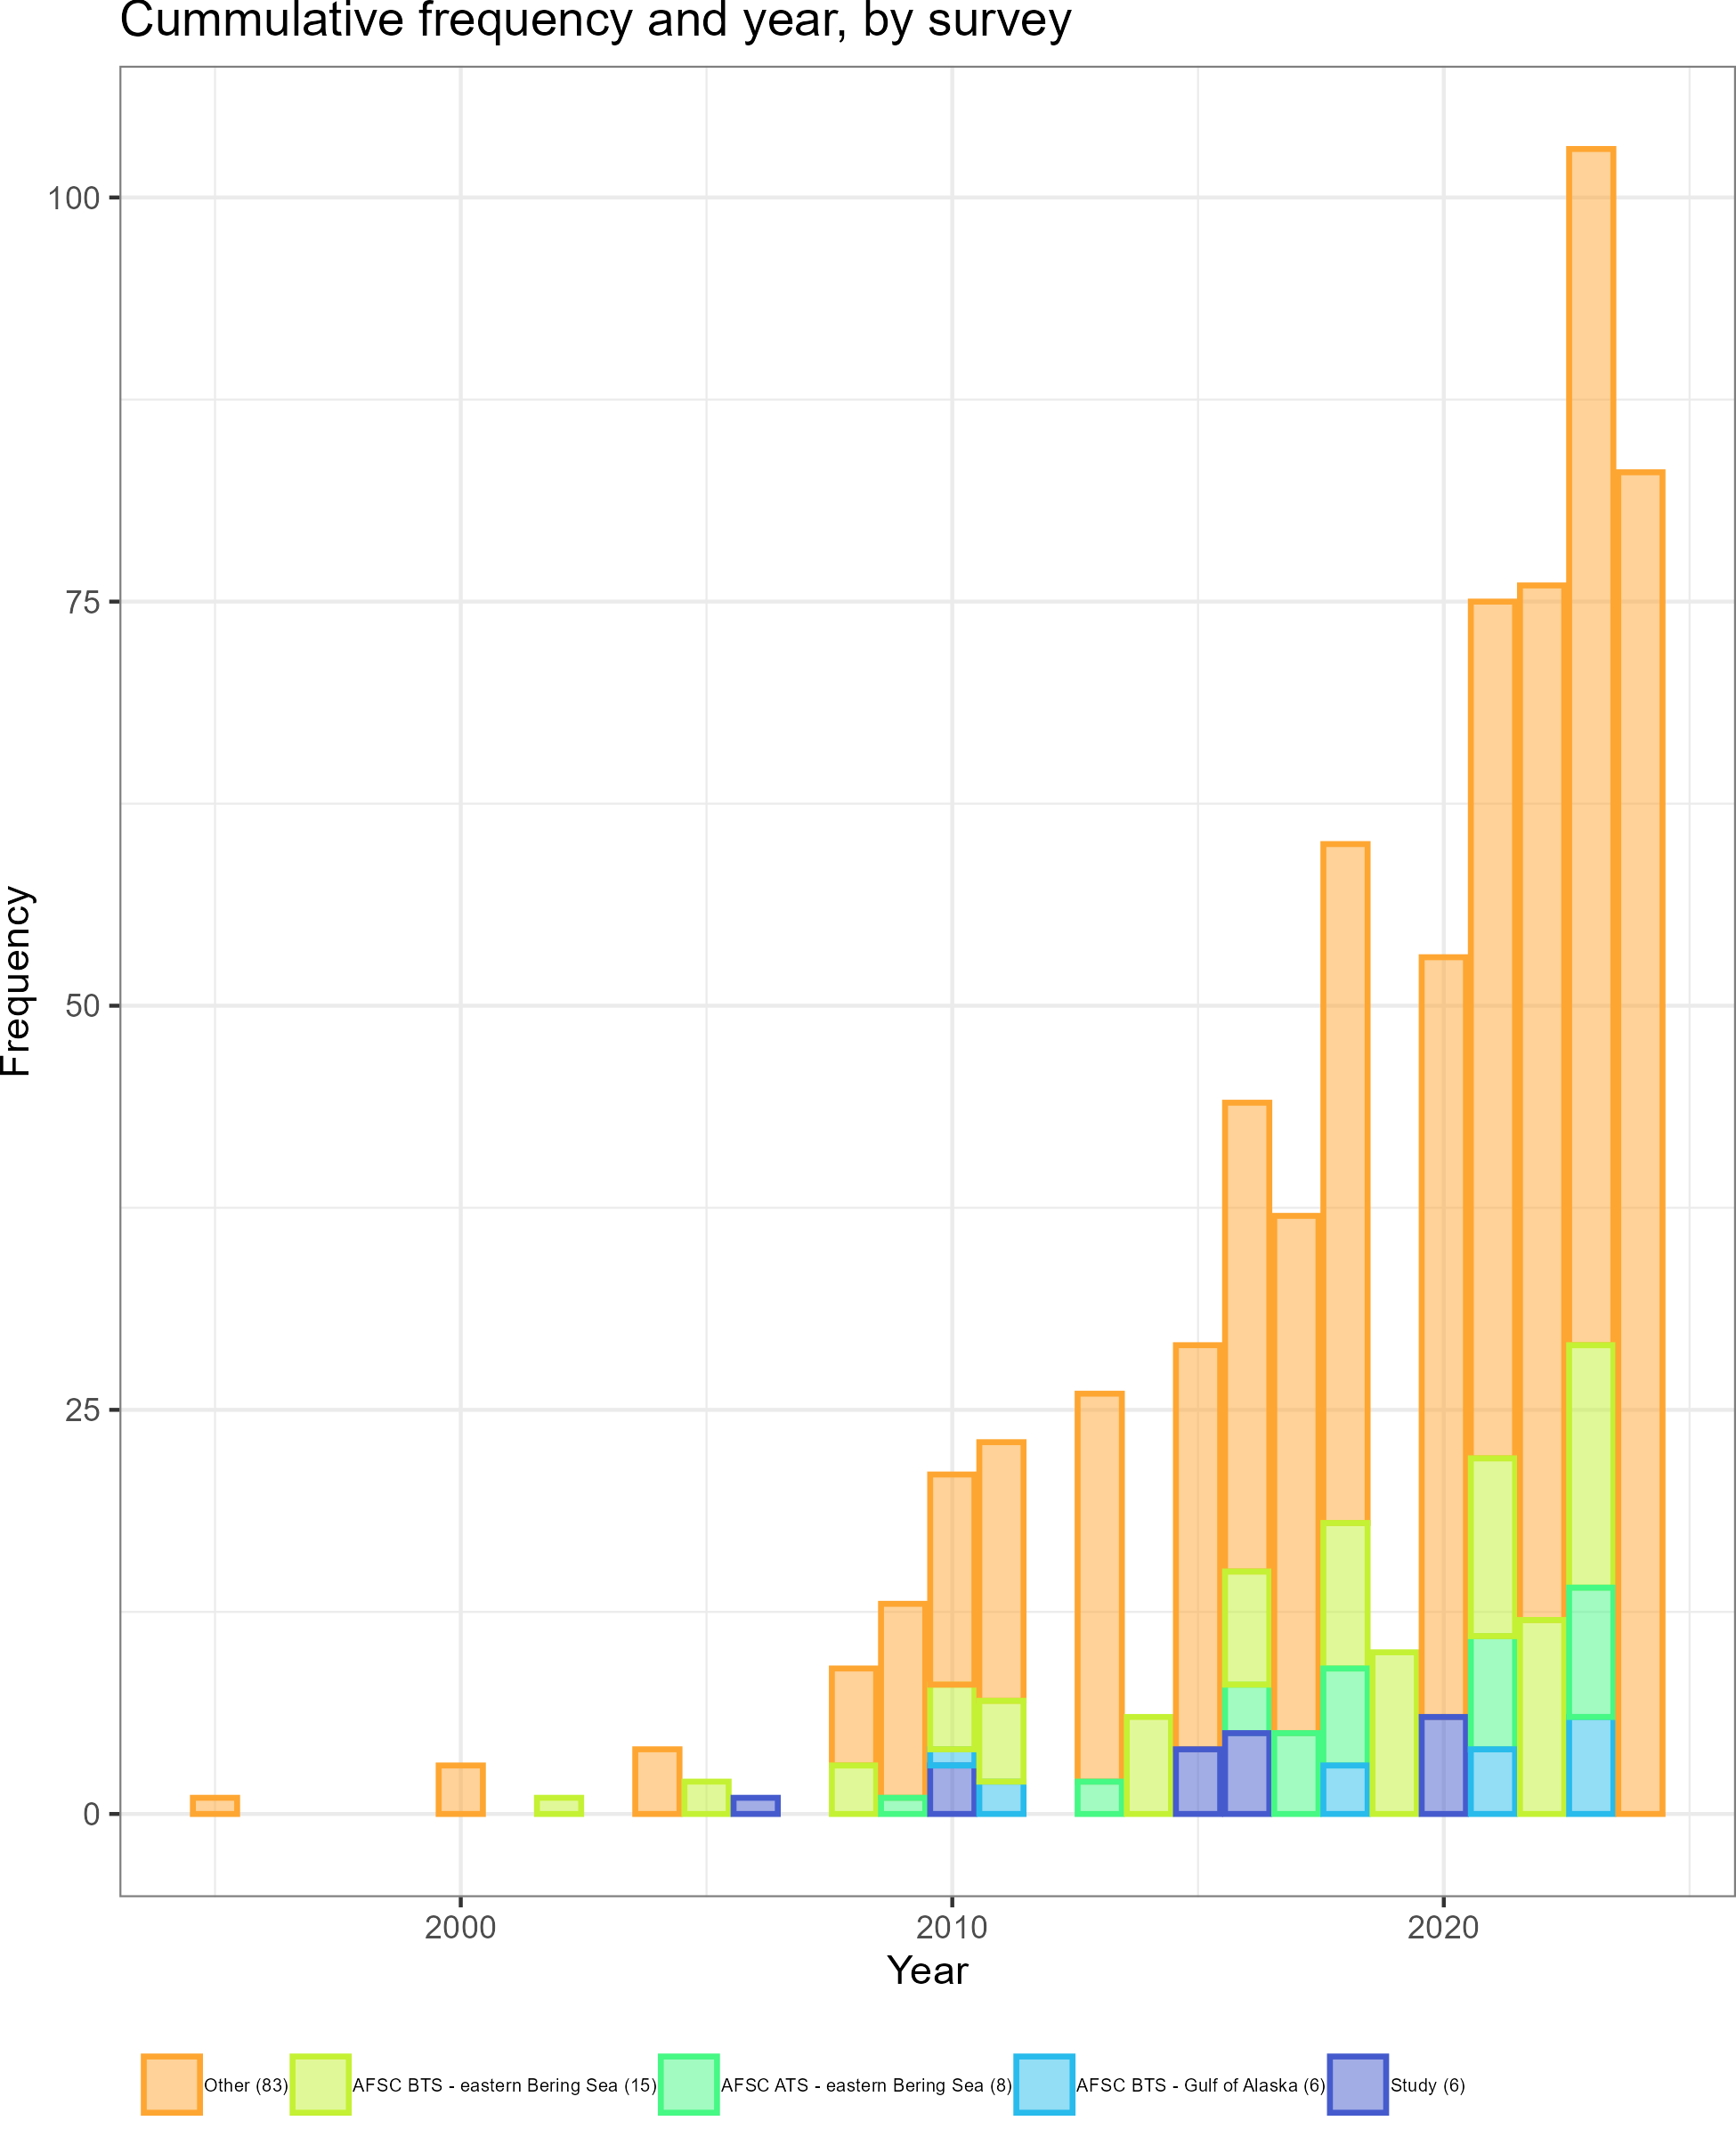 Cummulative frequency and year, by survey
100
75
50
25
0
Frequency
2000 2010 2020
Year
Other (83) AFSC BTS - eastern Bering Sea (15) AFSC ATS - eastern Bering Sea (8) AFSC BTS - Gulf of Alaska (6) Study (6)